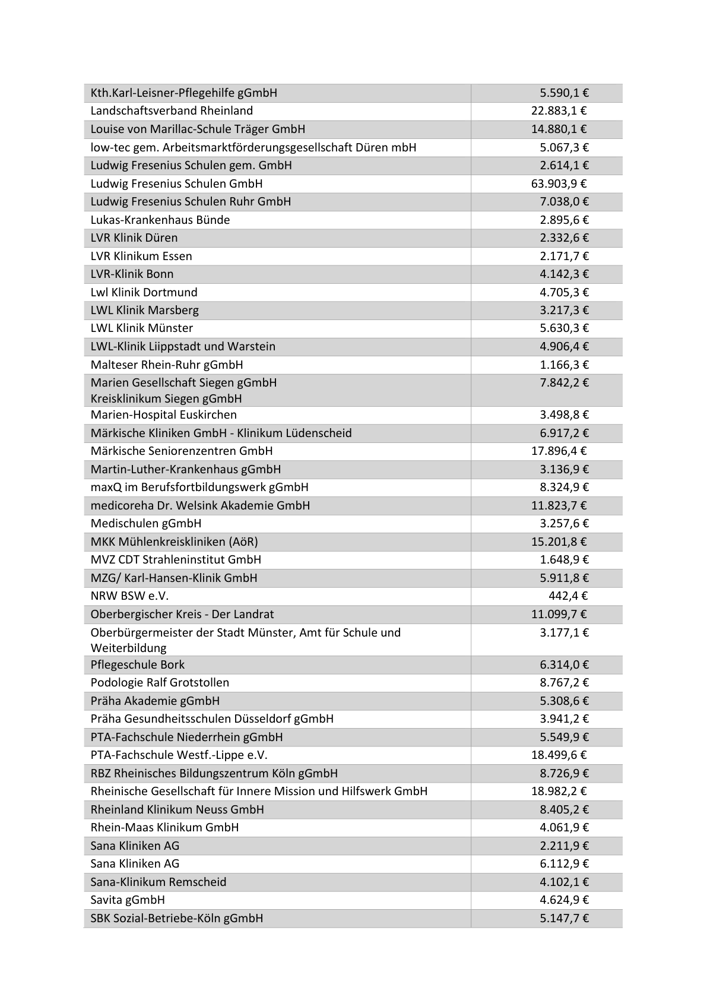 Kth.Karl-Leisner-Pflegehilfe gGmbH 5.590,1 €
Landschaftsverband Rheinland 22.883,1 €
Louise von Marillac-Schule Träger GmbH 14.880,1 €
low-tec gem. Arbeitsmarktförderungsgesellschaft Düren mbH 5.067,3 €
Ludwig Fresenius Schulen gem. GmbH 2.614,1 €
Ludwig Fresenius Schulen GmbH 63.903,9 €
Ludwig Fresenius Schulen Ruhr GmbH 7.038,0 €
Lukas-Krankenhaus Bünde 2.895,6 €
LVR Klinik Düren 2.332,6 €
LVR Klinikum Essen 2.171,7 €
LVR-Klinik Bonn 4.142,3 €
Lwl Klinik Dortmund 4.705,3 €
LWL Klinik Marsberg 3.217,3 €
LWL Klinik Münster 5.630,3 €
LWL-Klinik Liippstadt und Warstein 4.906,4 €
Malteser Rhein-Ruhr gGmbH 1.166,3 €
Marien Gesellschaft Siegen gGmbH 7.842,2 €
Kreisklinikum Siegen gGmbH
Marien-Hospital Euskirchen 3.498,8 €
Märkische Kliniken GmbH - Klinikum Lüdenscheid 6.917,2 €
Märkische Seniorenzentren GmbH 17.896,4 €
Martin-Luther-Krankenhaus gGmbH 3.136,9 €
maxQ im Berufsfortbildungswerk gGmbH 8.324,9 €
medicoreha Dr. Welsink Akademie GmbH 11.823,7 €
Medischulen gGmbH 3.257,6 €
MKK Mühlenkreiskliniken (AöR) 15.201,8 €
MVZ CDT Strahleninstitut GmbH 1.648,9 €
MZG/ Karl-Hansen-Klinik GmbH 5.911,8 €
NRW BSW e.V. 442,4 €
Oberbergischer Kreis - Der Landrat 11.099,7 €
Oberbürgermeister der Stadt Münster, Amt für Schule und 3.177,1 €
Weiterbildung
Pflegeschule Bork 6.314,0 €
Podologie Ralf Grotstollen 8.767,2 €
Präha Akademie gGmbH 5.308,6 €
Präha Gesundheitsschulen Düsseldorf gGmbH 3.941,2 €
PTA-Fachschule Niederrhein gGmbH 5.549,9 €
PTA-Fachschule Westf.-Lippe e.V. 18.499,6 €
RBZ Rheinisches Bildungszentrum Köln gGmbH 8.726,9 €
Rheinische Gesellschaft für Innere Mission und Hilfswerk GmbH 18.982,2 €
Rheinland Klinikum Neuss GmbH 8.405,2 €
Rhein-Maas Klinikum GmbH 4.061,9 €
Sana Kliniken AG 2.211,9 €
Sana Kliniken AG 6.112,9 €
Sana-Klinikum Remscheid 4.102,1 €
Savita gGmbH 4.624,9 €
SBK Sozial-Betriebe-Köln gGmbH 5.147,7 €